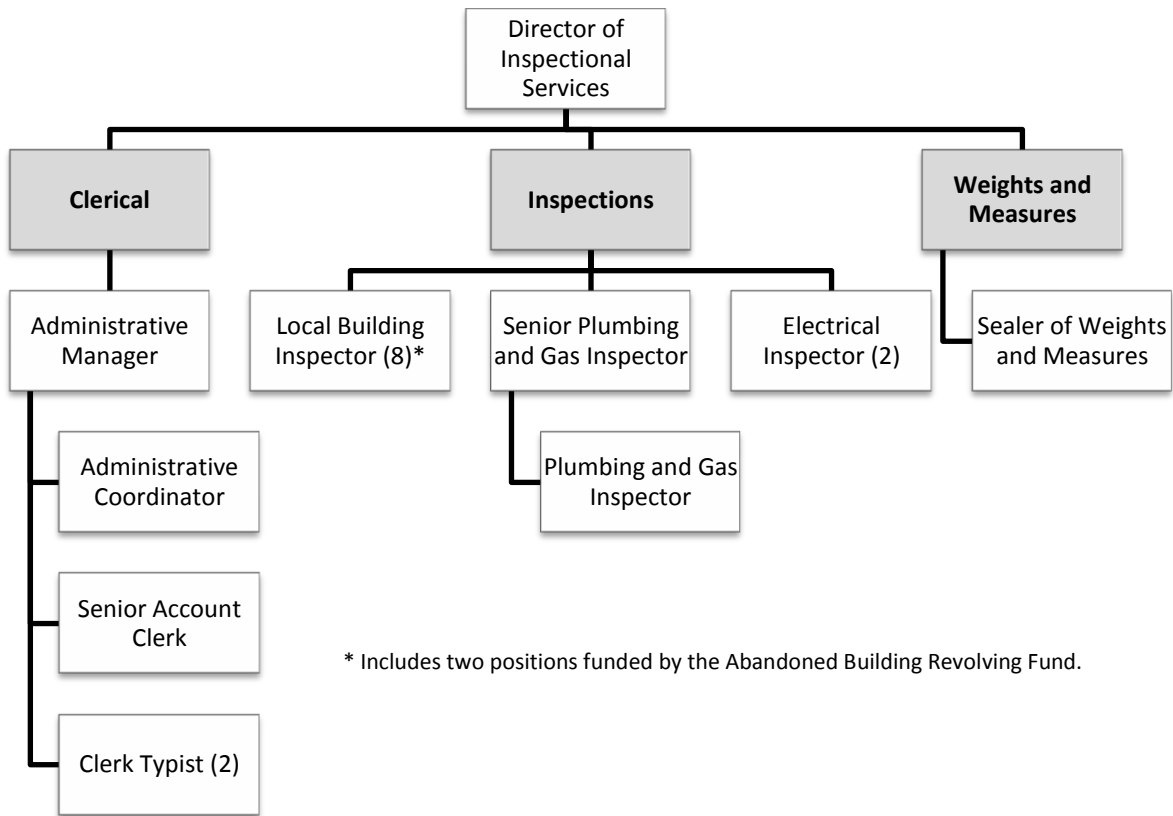 Director of
Inspectional
Services
Clerical
Inspections
Weights and
Measures
Administrative
Manager
Local Building
Inspector (8)*
Senior Plumbing
and Gas Inspector
Electrical
Inspector (2)
Sealer of Weights
and Measures
Administrative
Coordinator
Plumbing and Gas
Inspector
Senior Account
Clerk
* Includes two positions funded by the Abandoned Building Revolving Fund.
Clerk Typist (2)